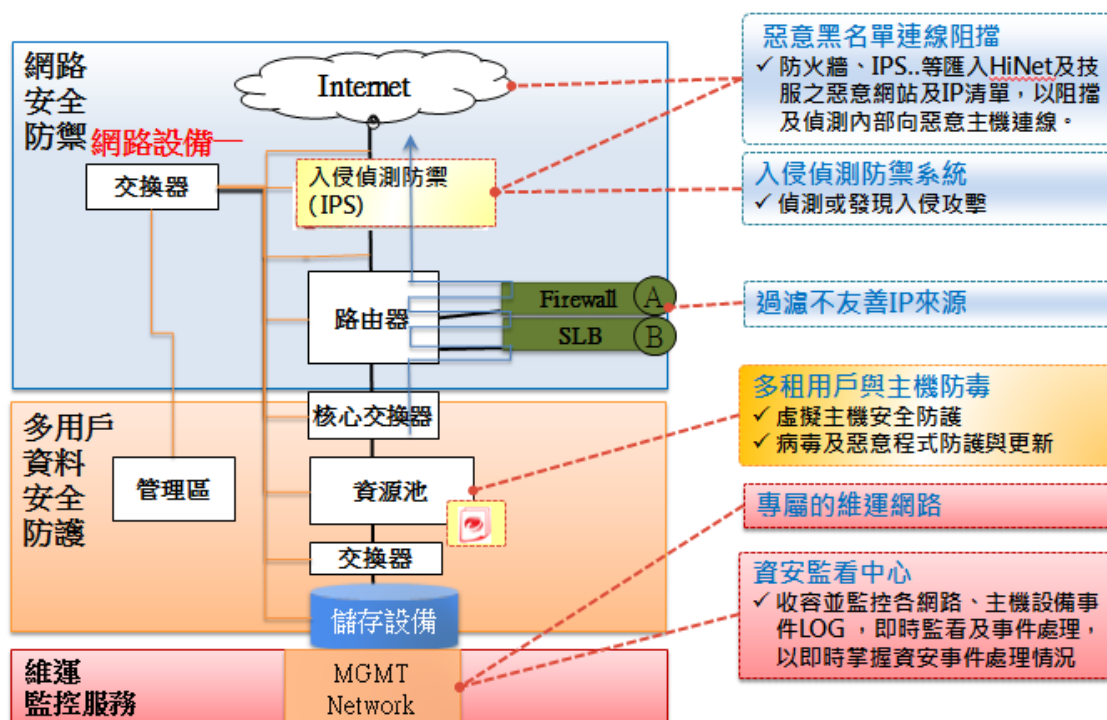 網路
安全
防禦
Internet
網路設備一
交換器
入侵偵測防禦
(IPS)
路由器
Firewall
A
SLB
B
多用戶
資料
安全
防護
核心交換器
管理區
資源池
交換器
儲存設備
維運
監控服務
MGMT
Network
惡意黑名單連線阻擋
✓ 防火牆、IPS..等匯入HiNet及技
服之惡意網站及IP清單，以阻擋
及偵測內部向惡意主機連線。
入侵偵測防禦系統
✓ 偵測或發現入侵攻擊
過濾不友善IP來源
多租用戶與主機防毒
✓ 虛擬主機安全防護
✓ 病毒及惡意程式防護與更新
專屬的維運網路
資安監看中心
✓ 收容並監控各網路、主機設備事
件LOG ，即時監看及事件處理，
以即時掌握資安事件處理情況